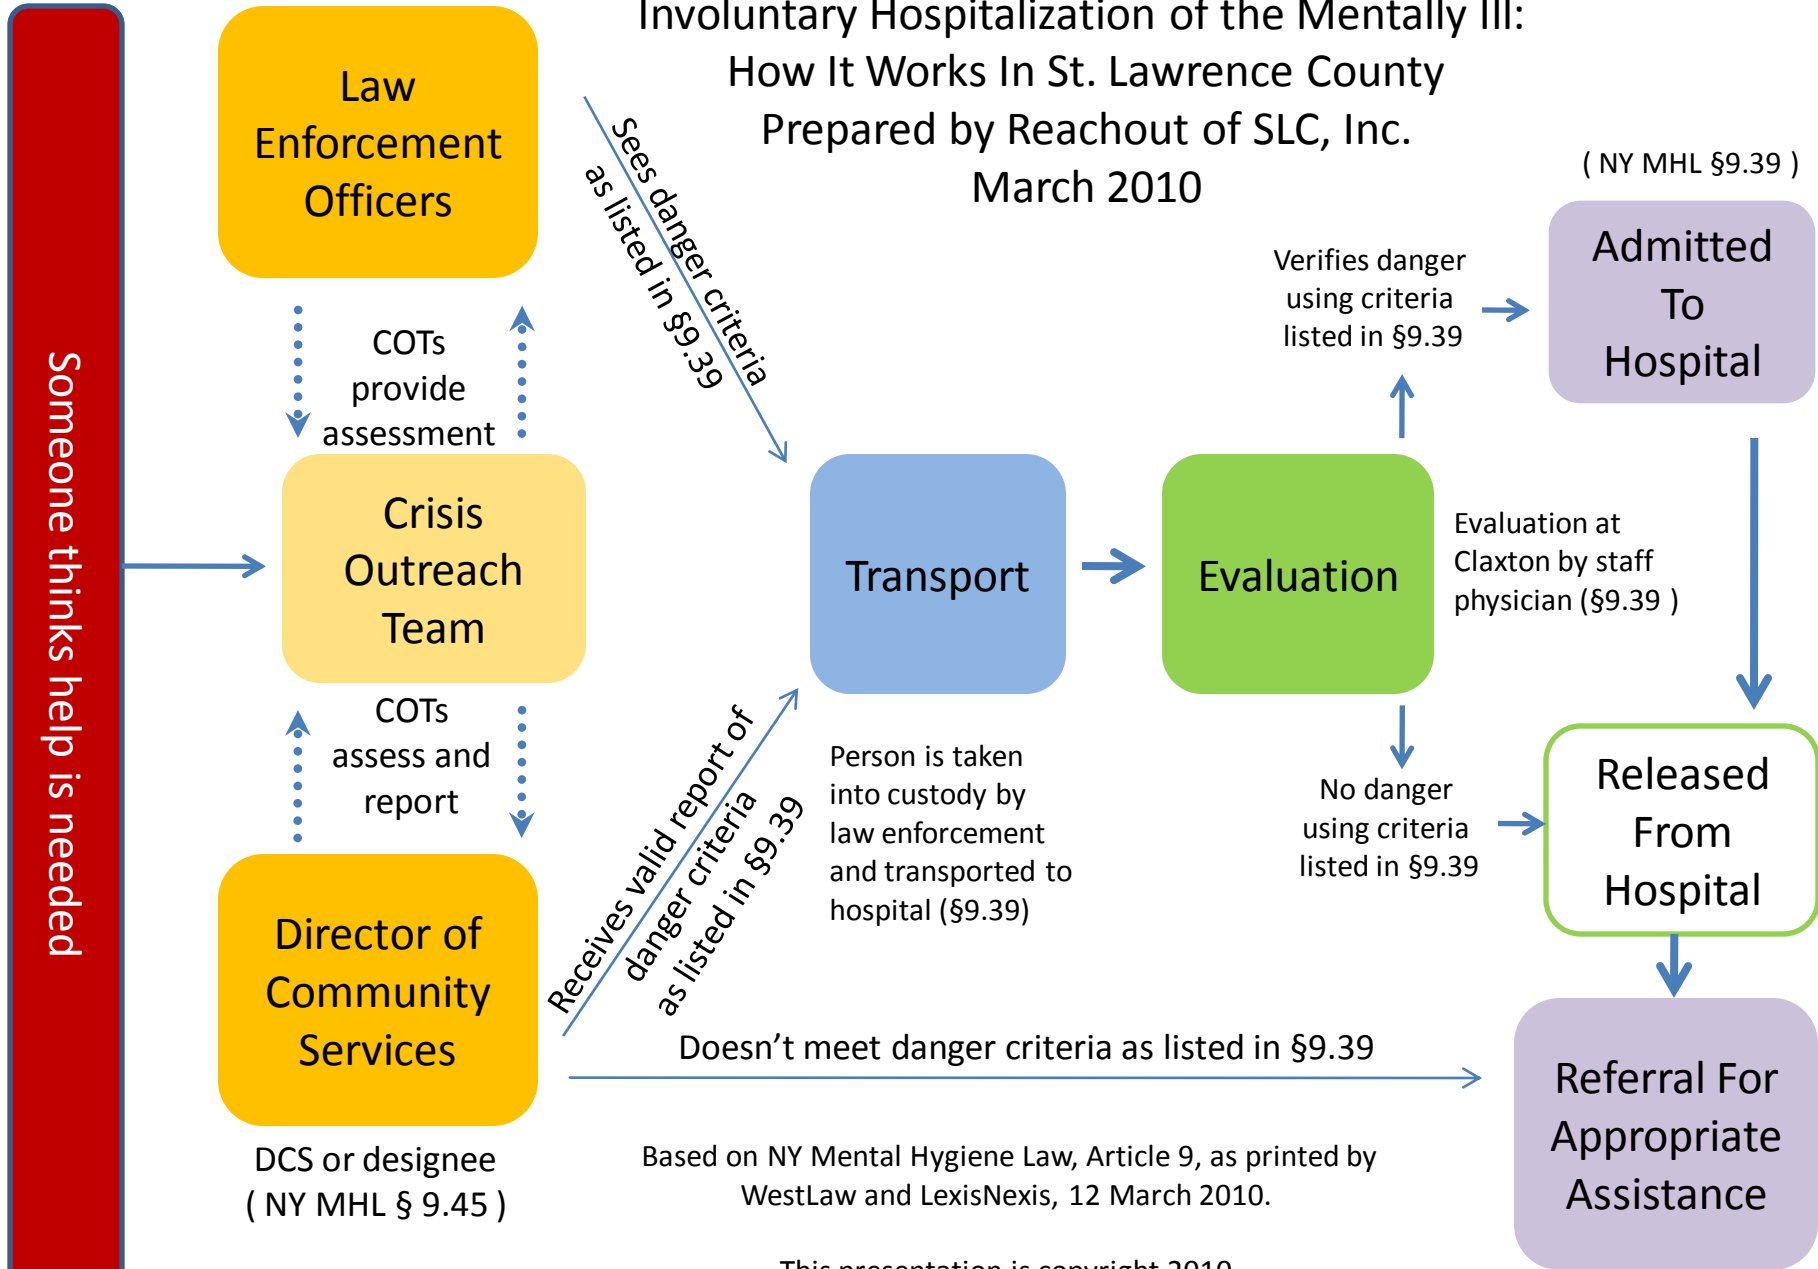 Involuntary Hospitalization of the Mentally Ill:
How It Works In St. Lawrence County
Prepared by Reachout of SLC, Inc.
March 2010
Someone thinks help is needed
Law
Enforcement
Officers
COTs
provide
assessment
Crisis
Outreach
Team
COTs
assess and
report
Director of
Community
Services
DCS or designee
( NY MHL § 9.45 )
Sees danger criteria
as listed in §9.39
Receives valid report of
danger criteria
as listed in §9.39
Transport
Person is taken
into custody by
law enforcement
and transported to
hospital (§9.39)
Evaluation
Evaluation at
Claxton by staff
physician (§9.39 )
Verifies danger
using criteria
listed in §9.39
( NY MHL §9.39 )
Admitted
To
Hospital
No danger
using criteria
listed in §9.39
Released
From
Hospital
Doesn’t meet danger criteria as listed in §9.39
Referral For
Appropriate
Assistance
Based on NY Mental Hygiene Law, Article 9, as printed by
WestLaw and LexisNexis, 12 March 2010.
This presentation is copyright 2010